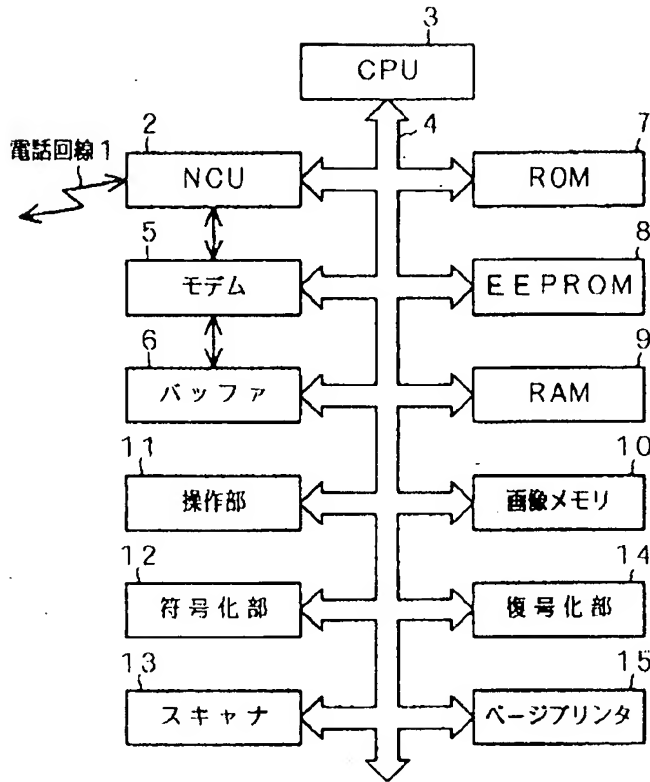 3
CPU
4
電話回線1
2
NCU
7
ROM
5
モデム
8
EEPROM
6
バッファ
9
RAM
11
操作部
10
画像メモリ
12
符号化部
14
復号化部
13
スキャナ
15
ページプリンタ